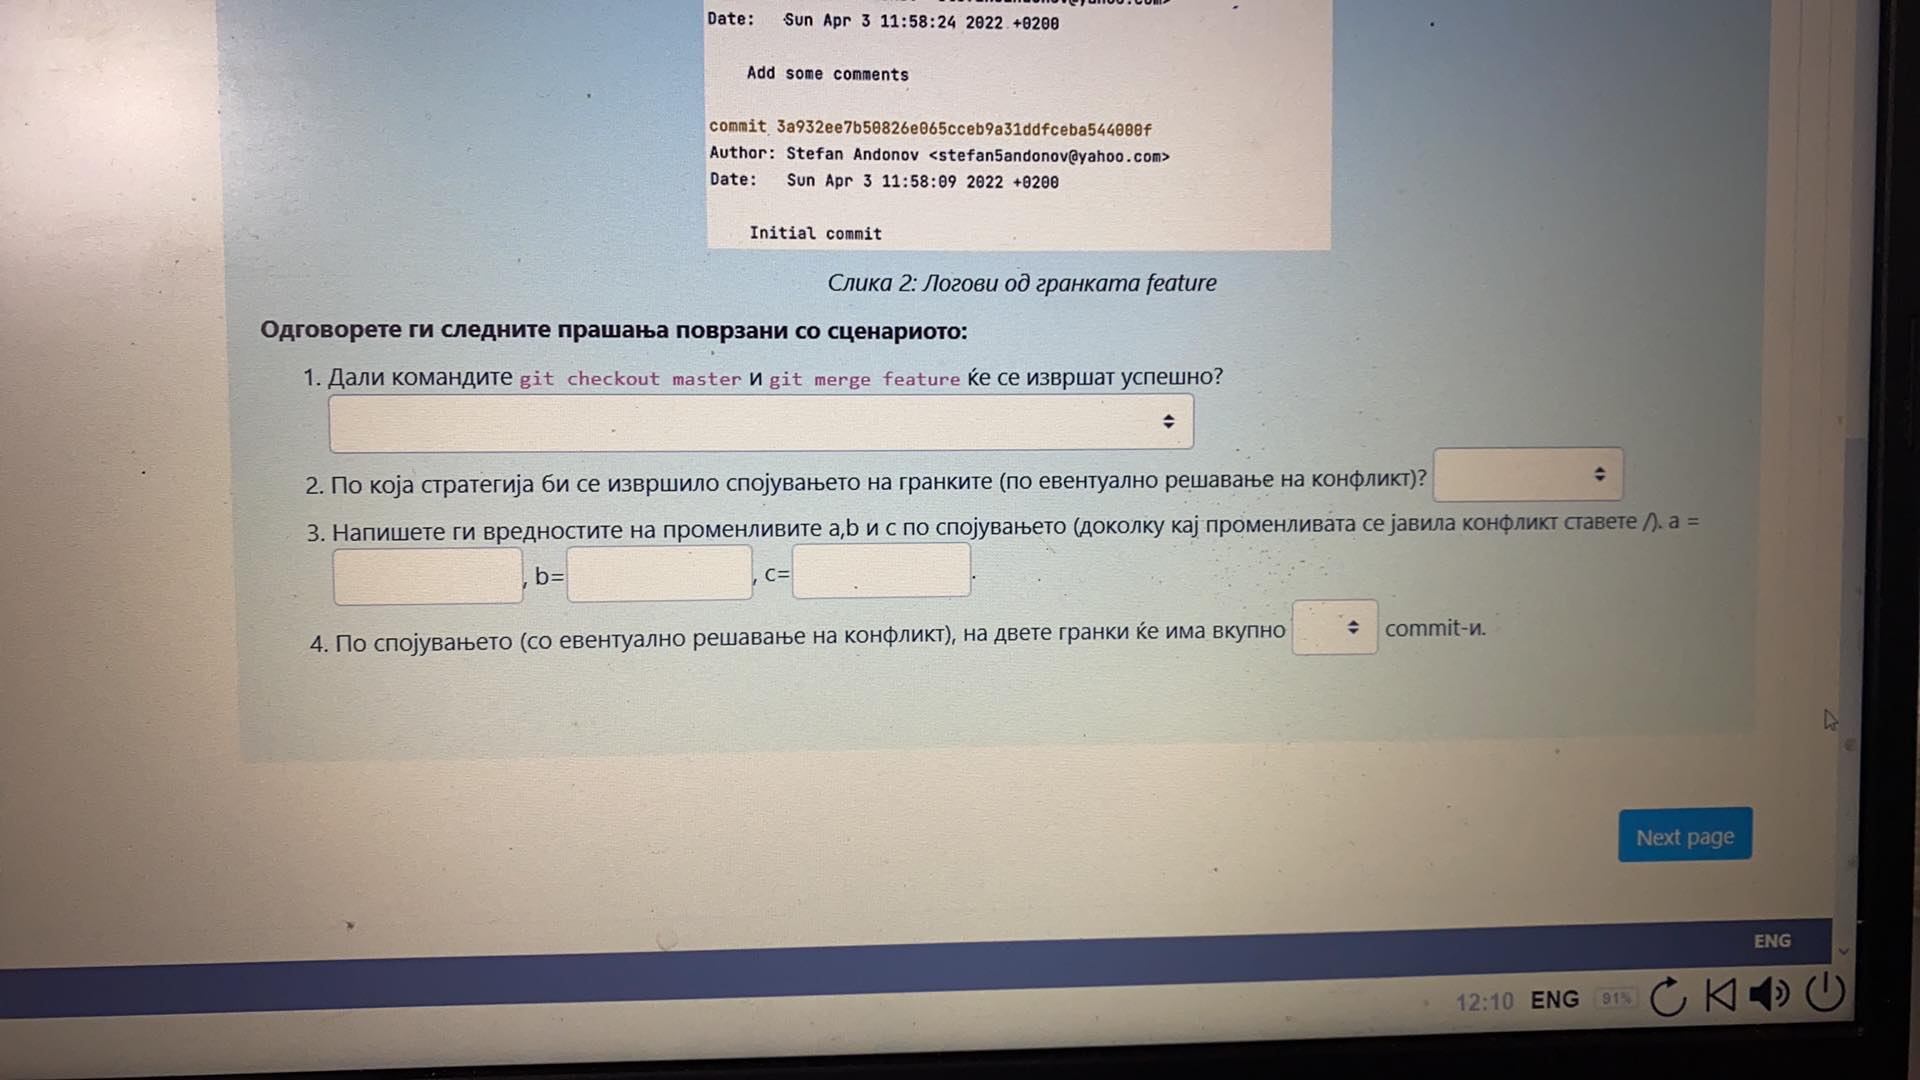 Date:   Sun Apr 3 11:58:24 2022 +0200
Add some comments
commit 3a932ee7b50826e065cceb9a31ddfceba544000f
Author: Stefan Andonov <stefan5andonov@yahoo.com>
Date:   Sun Apr 3 11:58:09 2022 +0200
Initial commit
Слика 2: Логови од гранката feature
Одговорете ги следните прашања поврзани со сценариото:
1. Дали командите git checkout master и git merge feature ќе се извршат успешно?
2. По која стратегија би се извршило спојувањето на гранките (по евентуално решавање на конфликт)?
3. Напишете ги вредностите на променливите a,b и c по спојувањето (доколку кај променливата се јавила конфликт ставете /). a =
, b= , c= .
4. По спојувањето (со евентуално решавање на конфликт), на двете гранки ќе има вкупно commit-и.
Next page
ENG
12:10 ENG 91%